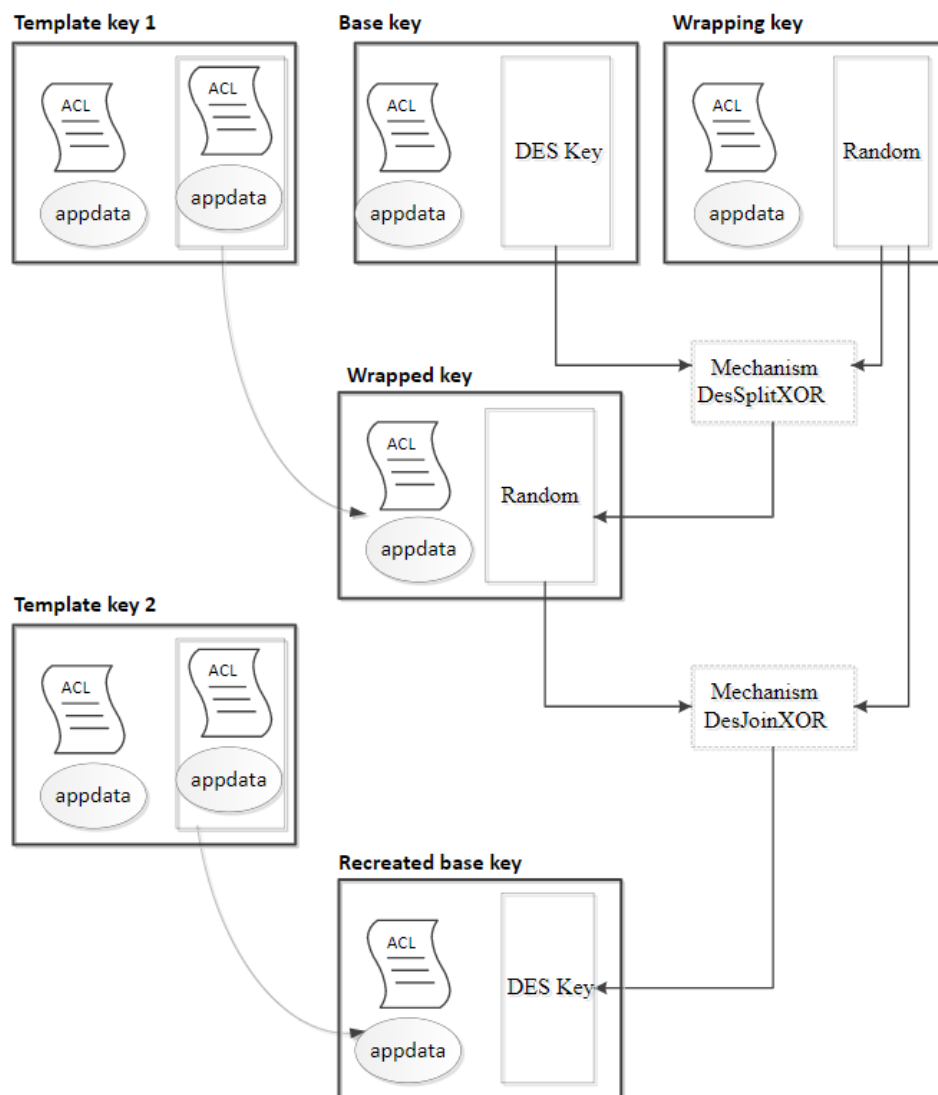 Template key 1
Base key
Wrapping key
ACL
appdata
ACL
appdata
ACL
appdata
DES Key
ACL
appdata
Random
Mechanism
DesSplitXOR
Wrapped key
ACL
appdata
Random
Template key 2
ACL
appdata
ACL
appdata
Mechanism
DesJoinXOR
Recreated base key
ACL
appdata
DES Key